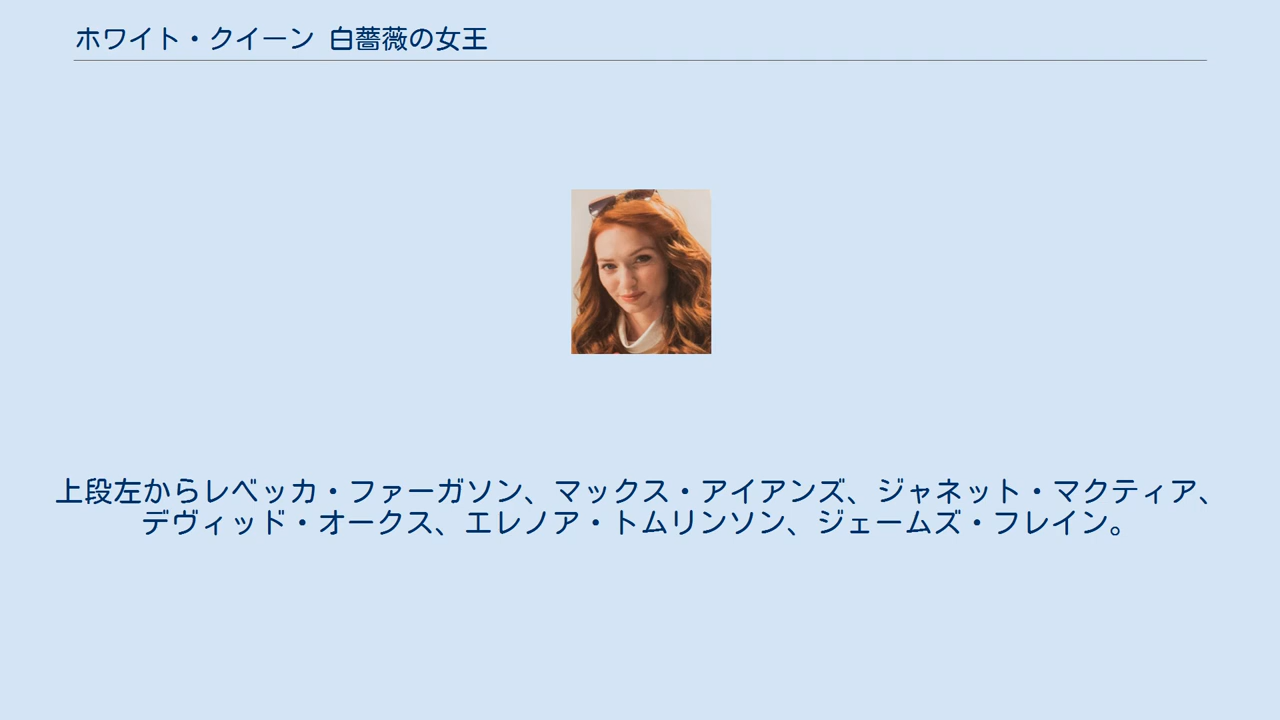 ホワイト・クイーン 白薔薇の女王
上段左からレベッカ・ファーガソン、マックス・アイアンズ、ジャネット・マクティア、
デヴィッド・オークス、エレノア・トムリンソン、ジェームズ・フレイン。